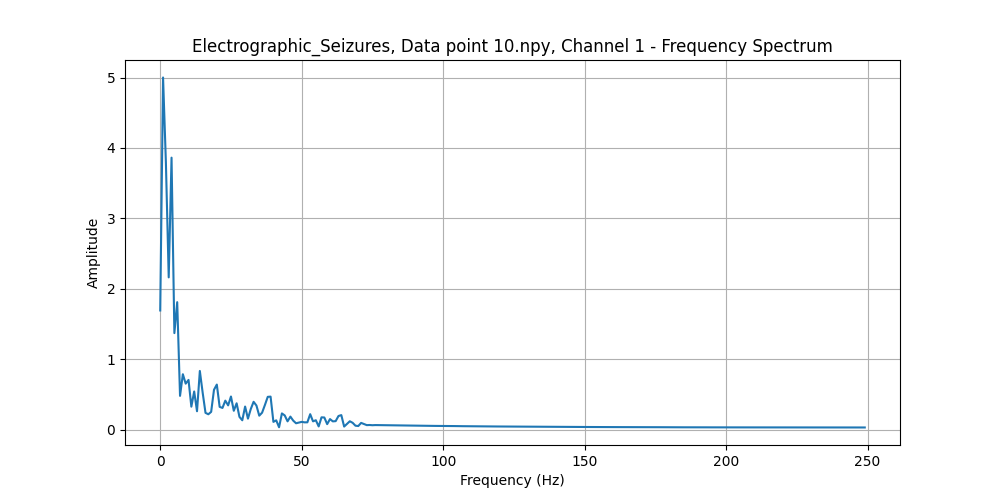 Electrographic_Seizures, Data point 10.npy, Channel 1 - Frequency Spectrum
5
4
3
2
1
0
Amplitude
0 50 100 150 200 250
Frequency (Hz)